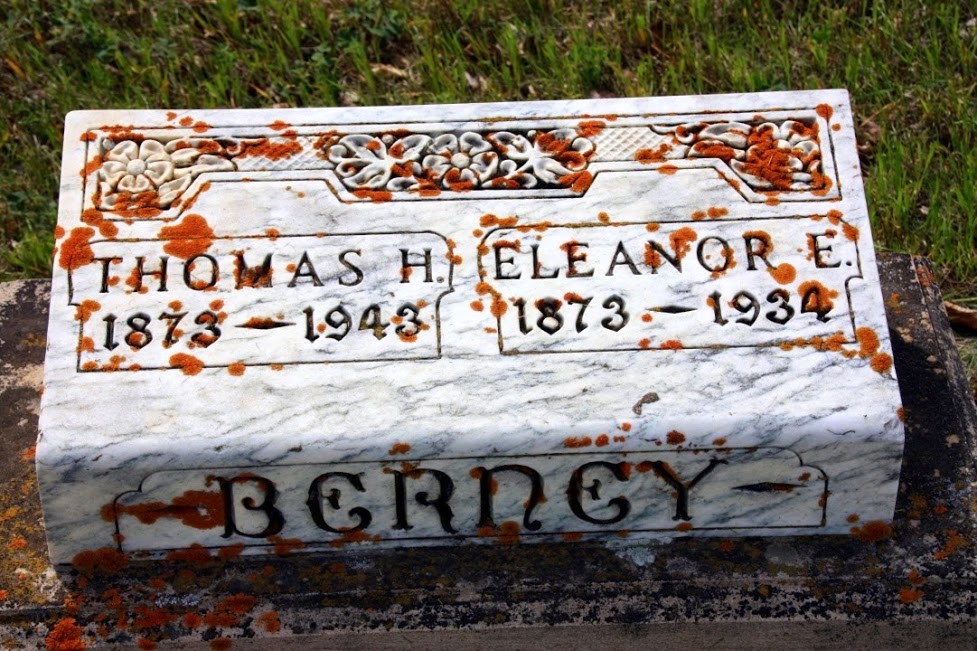 THOMAS H.
1873 — 1943
ELEANOR E.
1873 — 1934
BERNEY